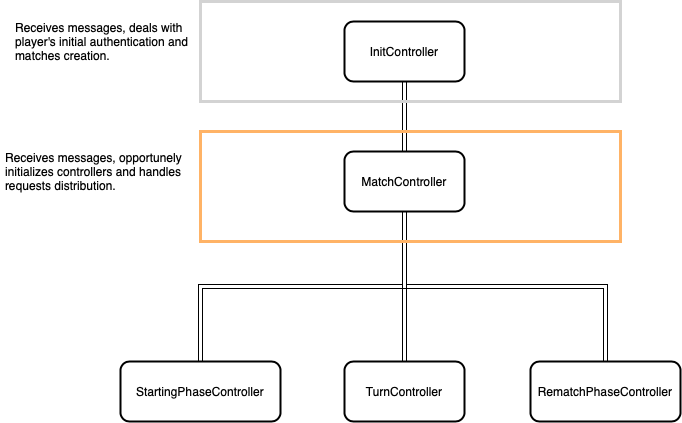 Receives messages, deals with
player's initial authentication and
matches creation.
InitController
Receives messages, opportunely
initializes controllers and handles
requests distribution.
MatchController
StartingPhaseController
TurnController
RematchPhaseController